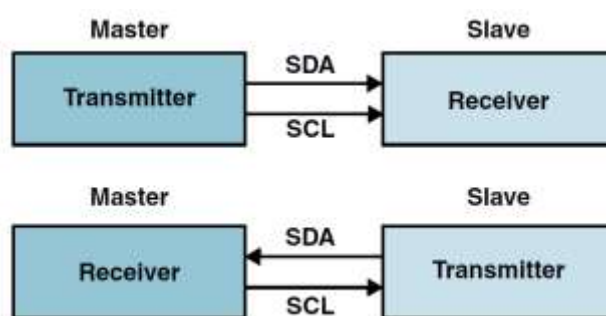 Master
Slave
SDA
Transmitter
Receiver
SCL
Master
Slave
SDA
Receiver
Transmitter
SCL